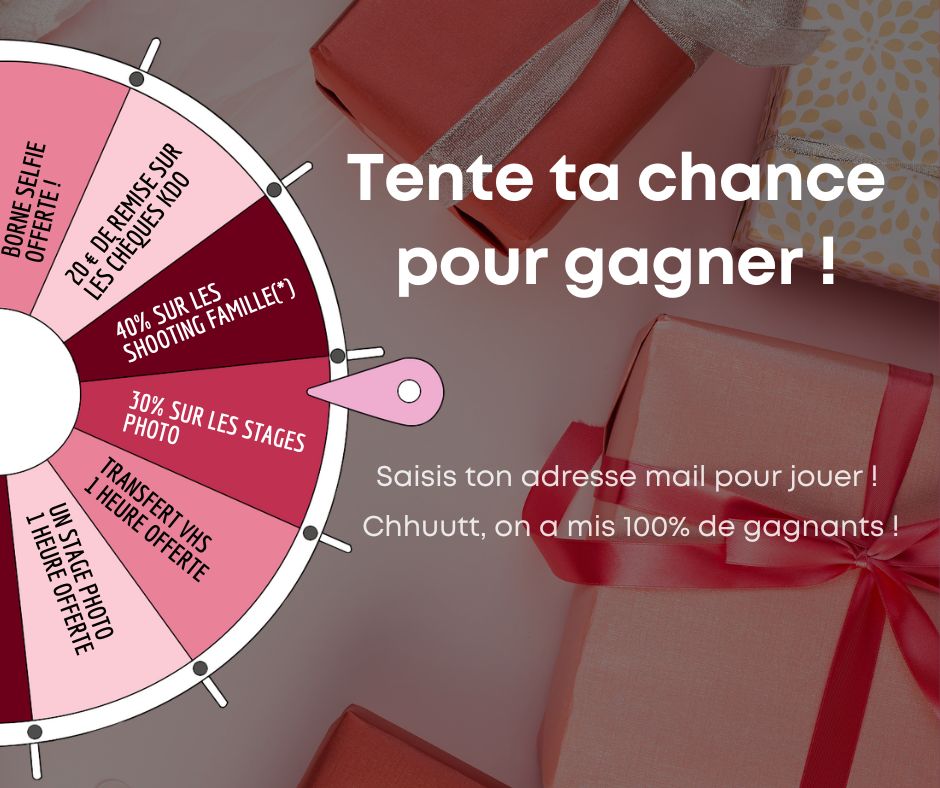 BORNE SELFIE
OFFERTE !
20 € DE REMISE SUR
LES CHÈQUES KDO
40% SUR LES
SHOOTING FAMILLE(*)
30% SUR LES STAGES
PHOTO
TRANSFERT VHS
1 HEURE OFFERTE
UN STAGE PHOTO
1 HEURE OFFERTE
Tente ta chance
pour gagner !
Saisis ton adresse mail pour jouer !
Chhuutt, on a mis 100% de gagnants !